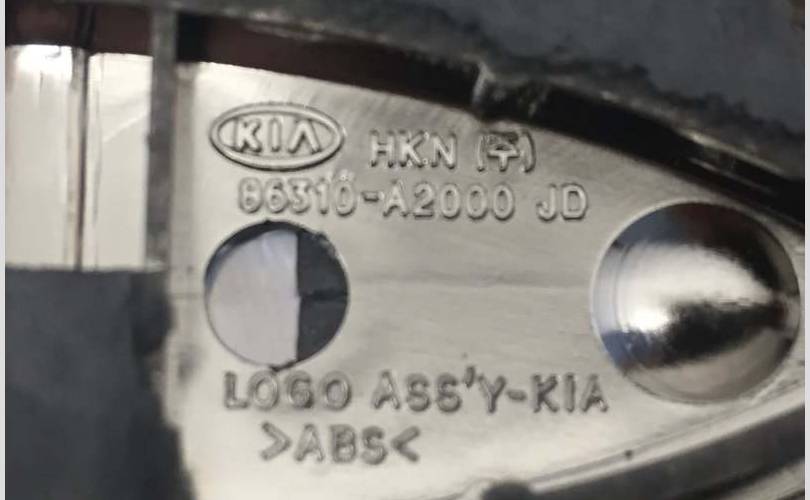 KIA HKN (주)
86310-A2000 JD
LOGO ASS'Y-KIA
>ABS<